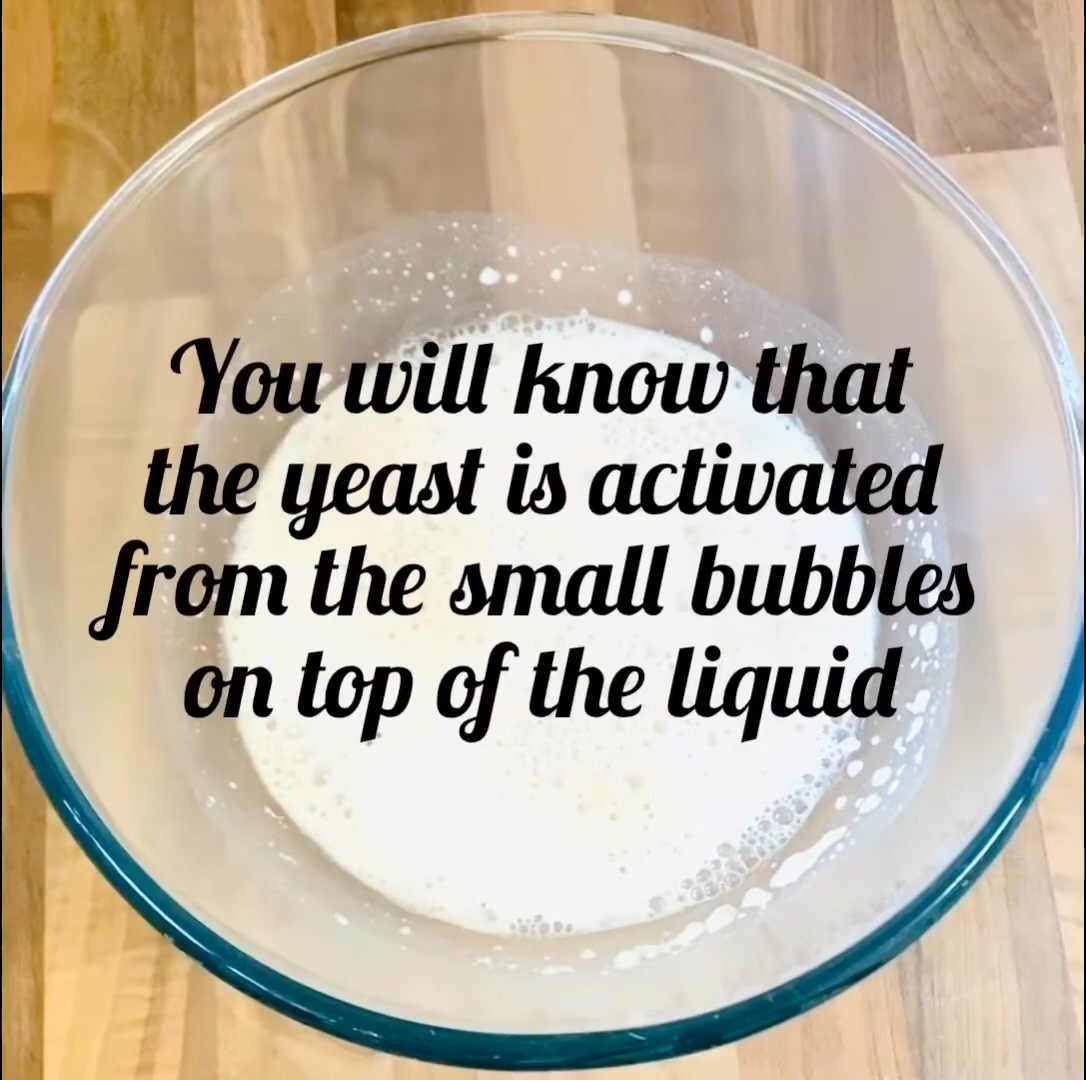 You will know that
the yeast is activated
from the small bubbles
on top of the liquid